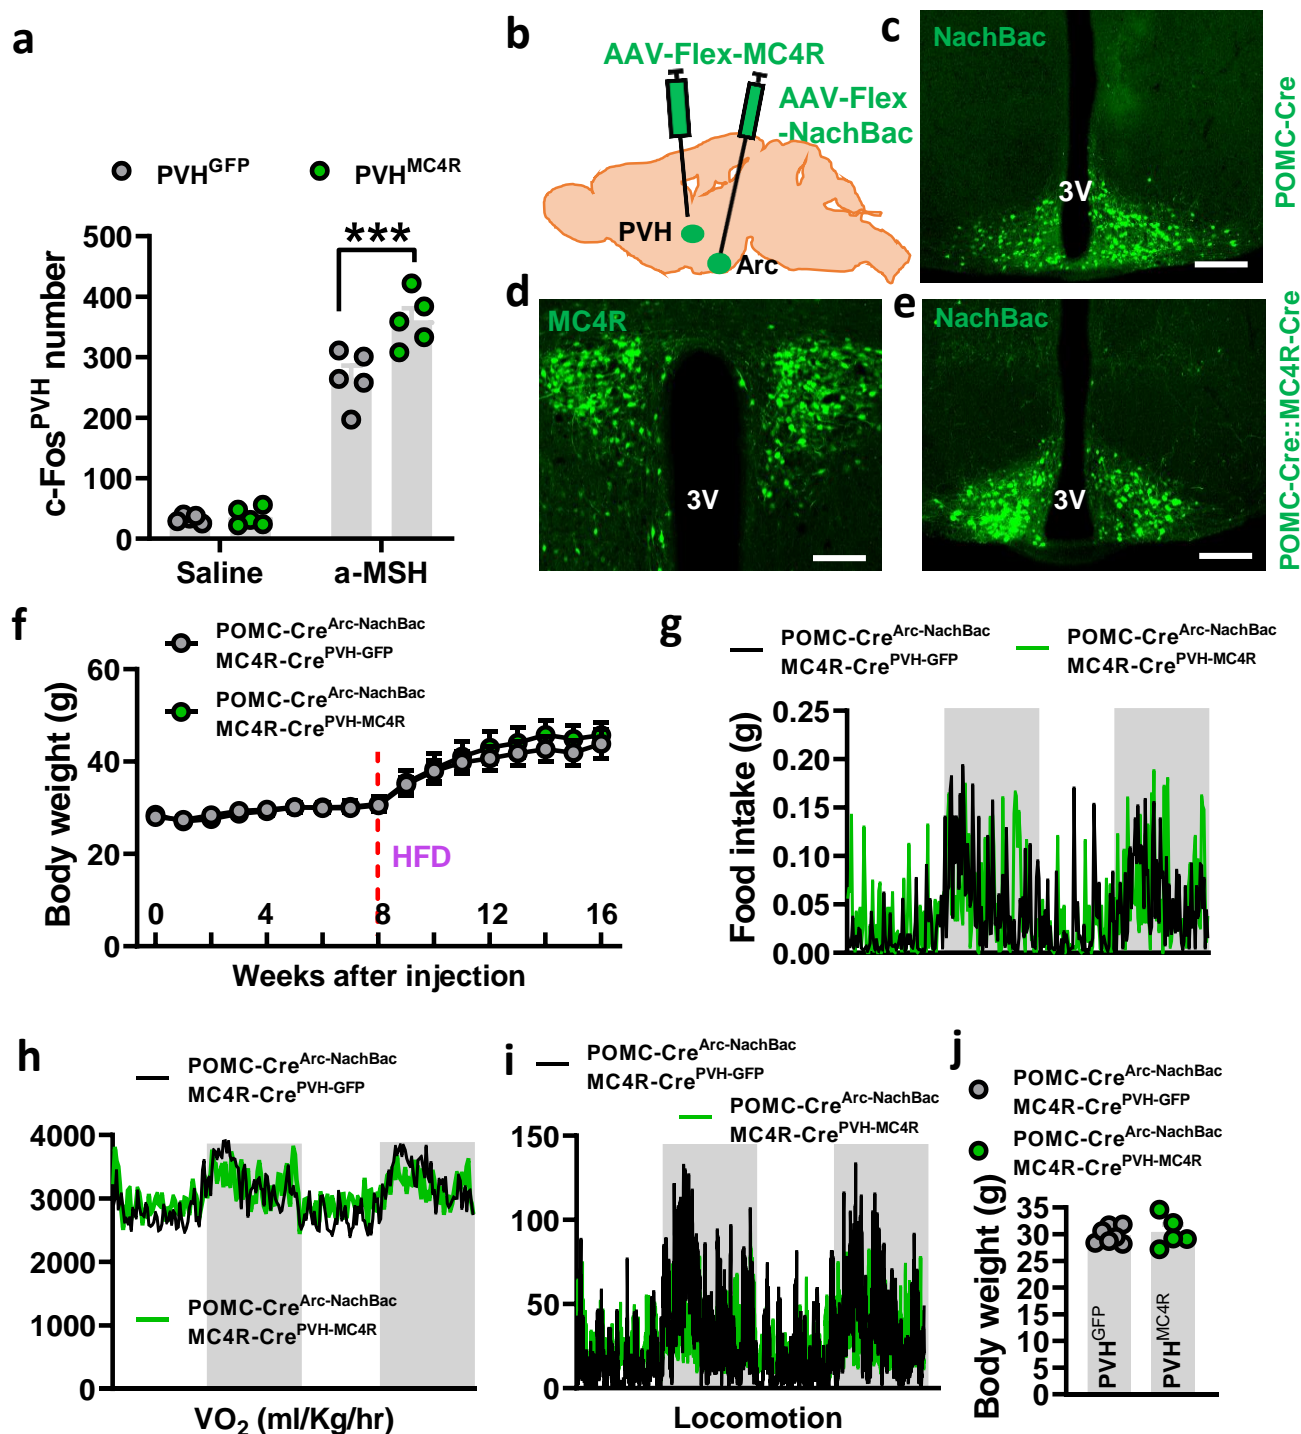 a
PVHGFP
PVHMC4R
***
500
400
300
200
100
0
c-FosPVH number
Saline
a-MSH
b
AAV-Flex-MC4R
AAV-Flex
-NachBac
PVH
Arc
c
NachBac
3V
POMC-Cre
d
MC4R
3V
e
NachBac
3V
POMC-Cre::MC4R-Cre
f
POMC-CreArc-NachBac
MC4R-CrePVH-GFP
POMC-CreArc-NachBac
MC4R-CrePVH-MC4R
60
40
20
0
Body weight (g)
HFD
0 4 8 12 16
Weeks after injection
g
POMC-CreArc-NachBac
MC4R-CrePVH-GFP
POMC-CreArc-NachBac
MC4R-CrePVH-MC4R
0.25
0.20
0.15
0.10
0.05
0.00
Food intake (g)
h
POMC-CreArc-NachBac
MC4R-CrePVH-GFP
4000
3000
2000
1000
0
POMC-CreArc-NachBac
MC4R-CrePVH-MC4R
VO2 (ml/Kg/hr)
i
POMC-CreArc-NachBac
MC4R-CrePVH-GFP
POMC-CreArc-NachBac
MC4R-CrePVH-MC4R
150
100
50
0
Locomotion
j
POMC-CreArc-NachBac
MC4R-CrePVH-GFP
POMC-CreArc-NachBac
MC4R-CrePVH-MC4R
35
30
25
20
15
10
5
0
Body weight (g)
PVHGFP
PVHMC4R